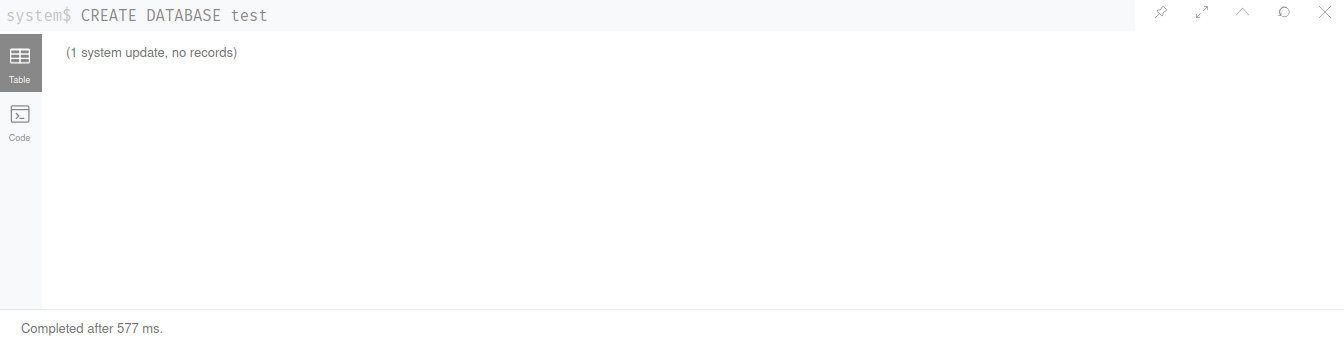 system$ CREATE DATABASE test
(1 system update, no records)
Table
Code
Completed after 577 ms.